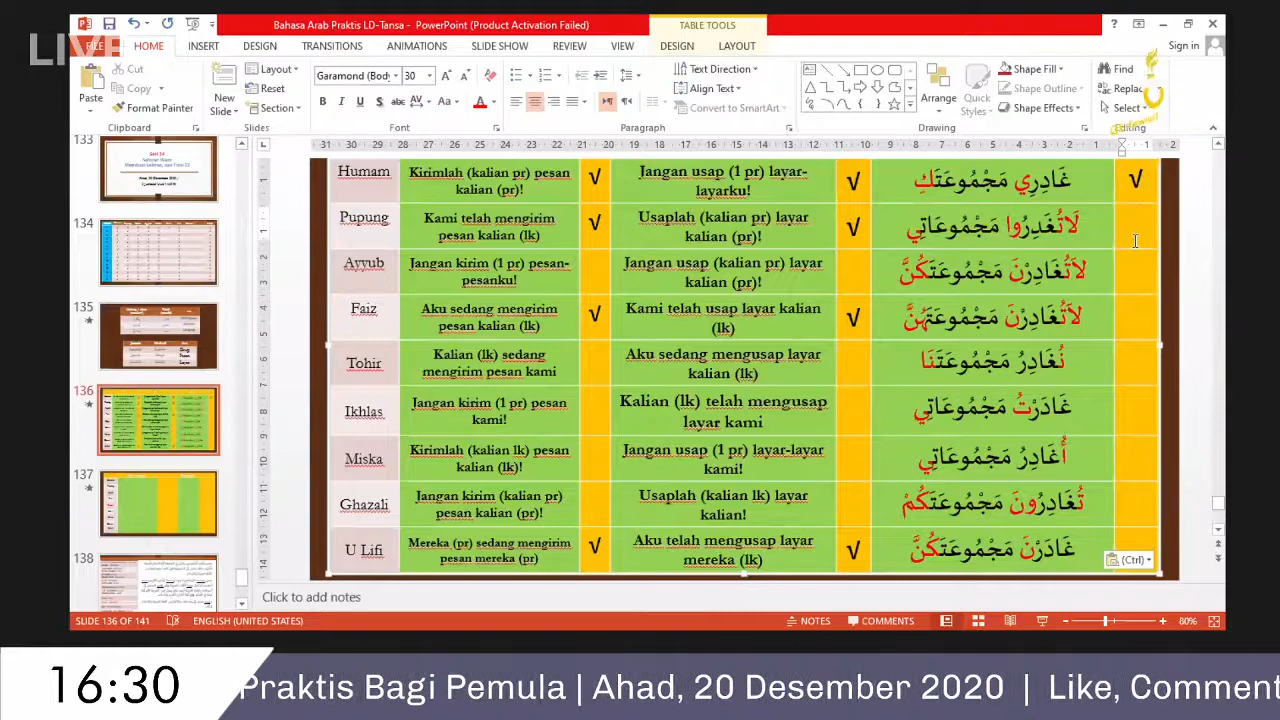 LIVE
Bahasa Arab Praktis LD-Tansa - PowerPoint (Product Activation Failed)
TABLE TOOLS
FILE HOME INSERT DESIGN TRANSITIONS ANIMATIONS SLIDE SHOW REVIEW VIEW DESIGN LAYOUT Sign in
Paste
Cut
Copy
Format Painter
Clipboard
New Slide
Layout
Reset
Section
Slides
Garamond (Body 30
Font
Text Direction
Align Text
Convert to SmartArt
Paragraph
Arrange
Quick Styles
Shape Fill
Shape Outline
Shape Effects
Drawing
Find
Select
Editing
133
134
135
136
137
138
Humam
Kirimlah (kalian pr) pesan
kalian (pr)!
√
Jangan usap (1 pr) layar-
layarku!
√
غَادِرِي مَجْمُوعَتَكِ
√
Pupung
Kami telah mengirim
pesan kalian (lk)
√
Usaplah (kalian pr) layar
kalian (pr)!
√
لاَتُغَدِرُوا مَجْمُوعَاتِي
Ayyub
Jangan kirim (1 pr) pesan-
pesanku!
Jangan usap (kalian pr) layar
kalian (pr)!
لاَتُغَادِرْنَ مَجْمُوعَتَكُنَّ
Faiz
Aku sedang mengirim
pesan kalian (lk)
√
Kami telah usap layar kalian
(lk)
√
لاَتُغَادِرْنَ مَجْمُوعَتَهُنَّ
Tohir
Kalian (lk) sedang
mengirim pesan kami
Aku sedang mengusap layar
kalian (lk)
نُغَادِرُ مَجْمُوعَتَنَا
Ikhlas
Jangan kirim (1 pr) pesan
kami!
Kalian (lk) telah mengusap
layar kami
غَادَرْتُ مَجْمُوعَاتِي
Miska
Kirimlah (kalian lk) pesan
kalian (lk)!
Jangan usap (1 pr) layar-layar
kami!
أُغَادِرُ مَجْمُوعَاتِي
Ghazali
Jangan kirim (kalian pr)
pesan kalian (pr)!
Usaplah (kalian lk) layar
kalian!
تُغَادِرُونَ مَجْمُوعَتَكُمْ
U Lifi
Mereka (pr) sedang mengirim
pesan mereka (pr)
√
Aku telah mengusap layar
mereka (lk)
√
غَادَرْنَ مَجْمُوعَتَكُنَّ
(Ctrl)
Click to add notes
SLIDE 136 OF 141 ENGLISH (UNITED STATES) NOTES COMMENTS 80%
16:30
Praktis Bagi Pemula | Ahad, 20 Desember 2020 | Like, Comment